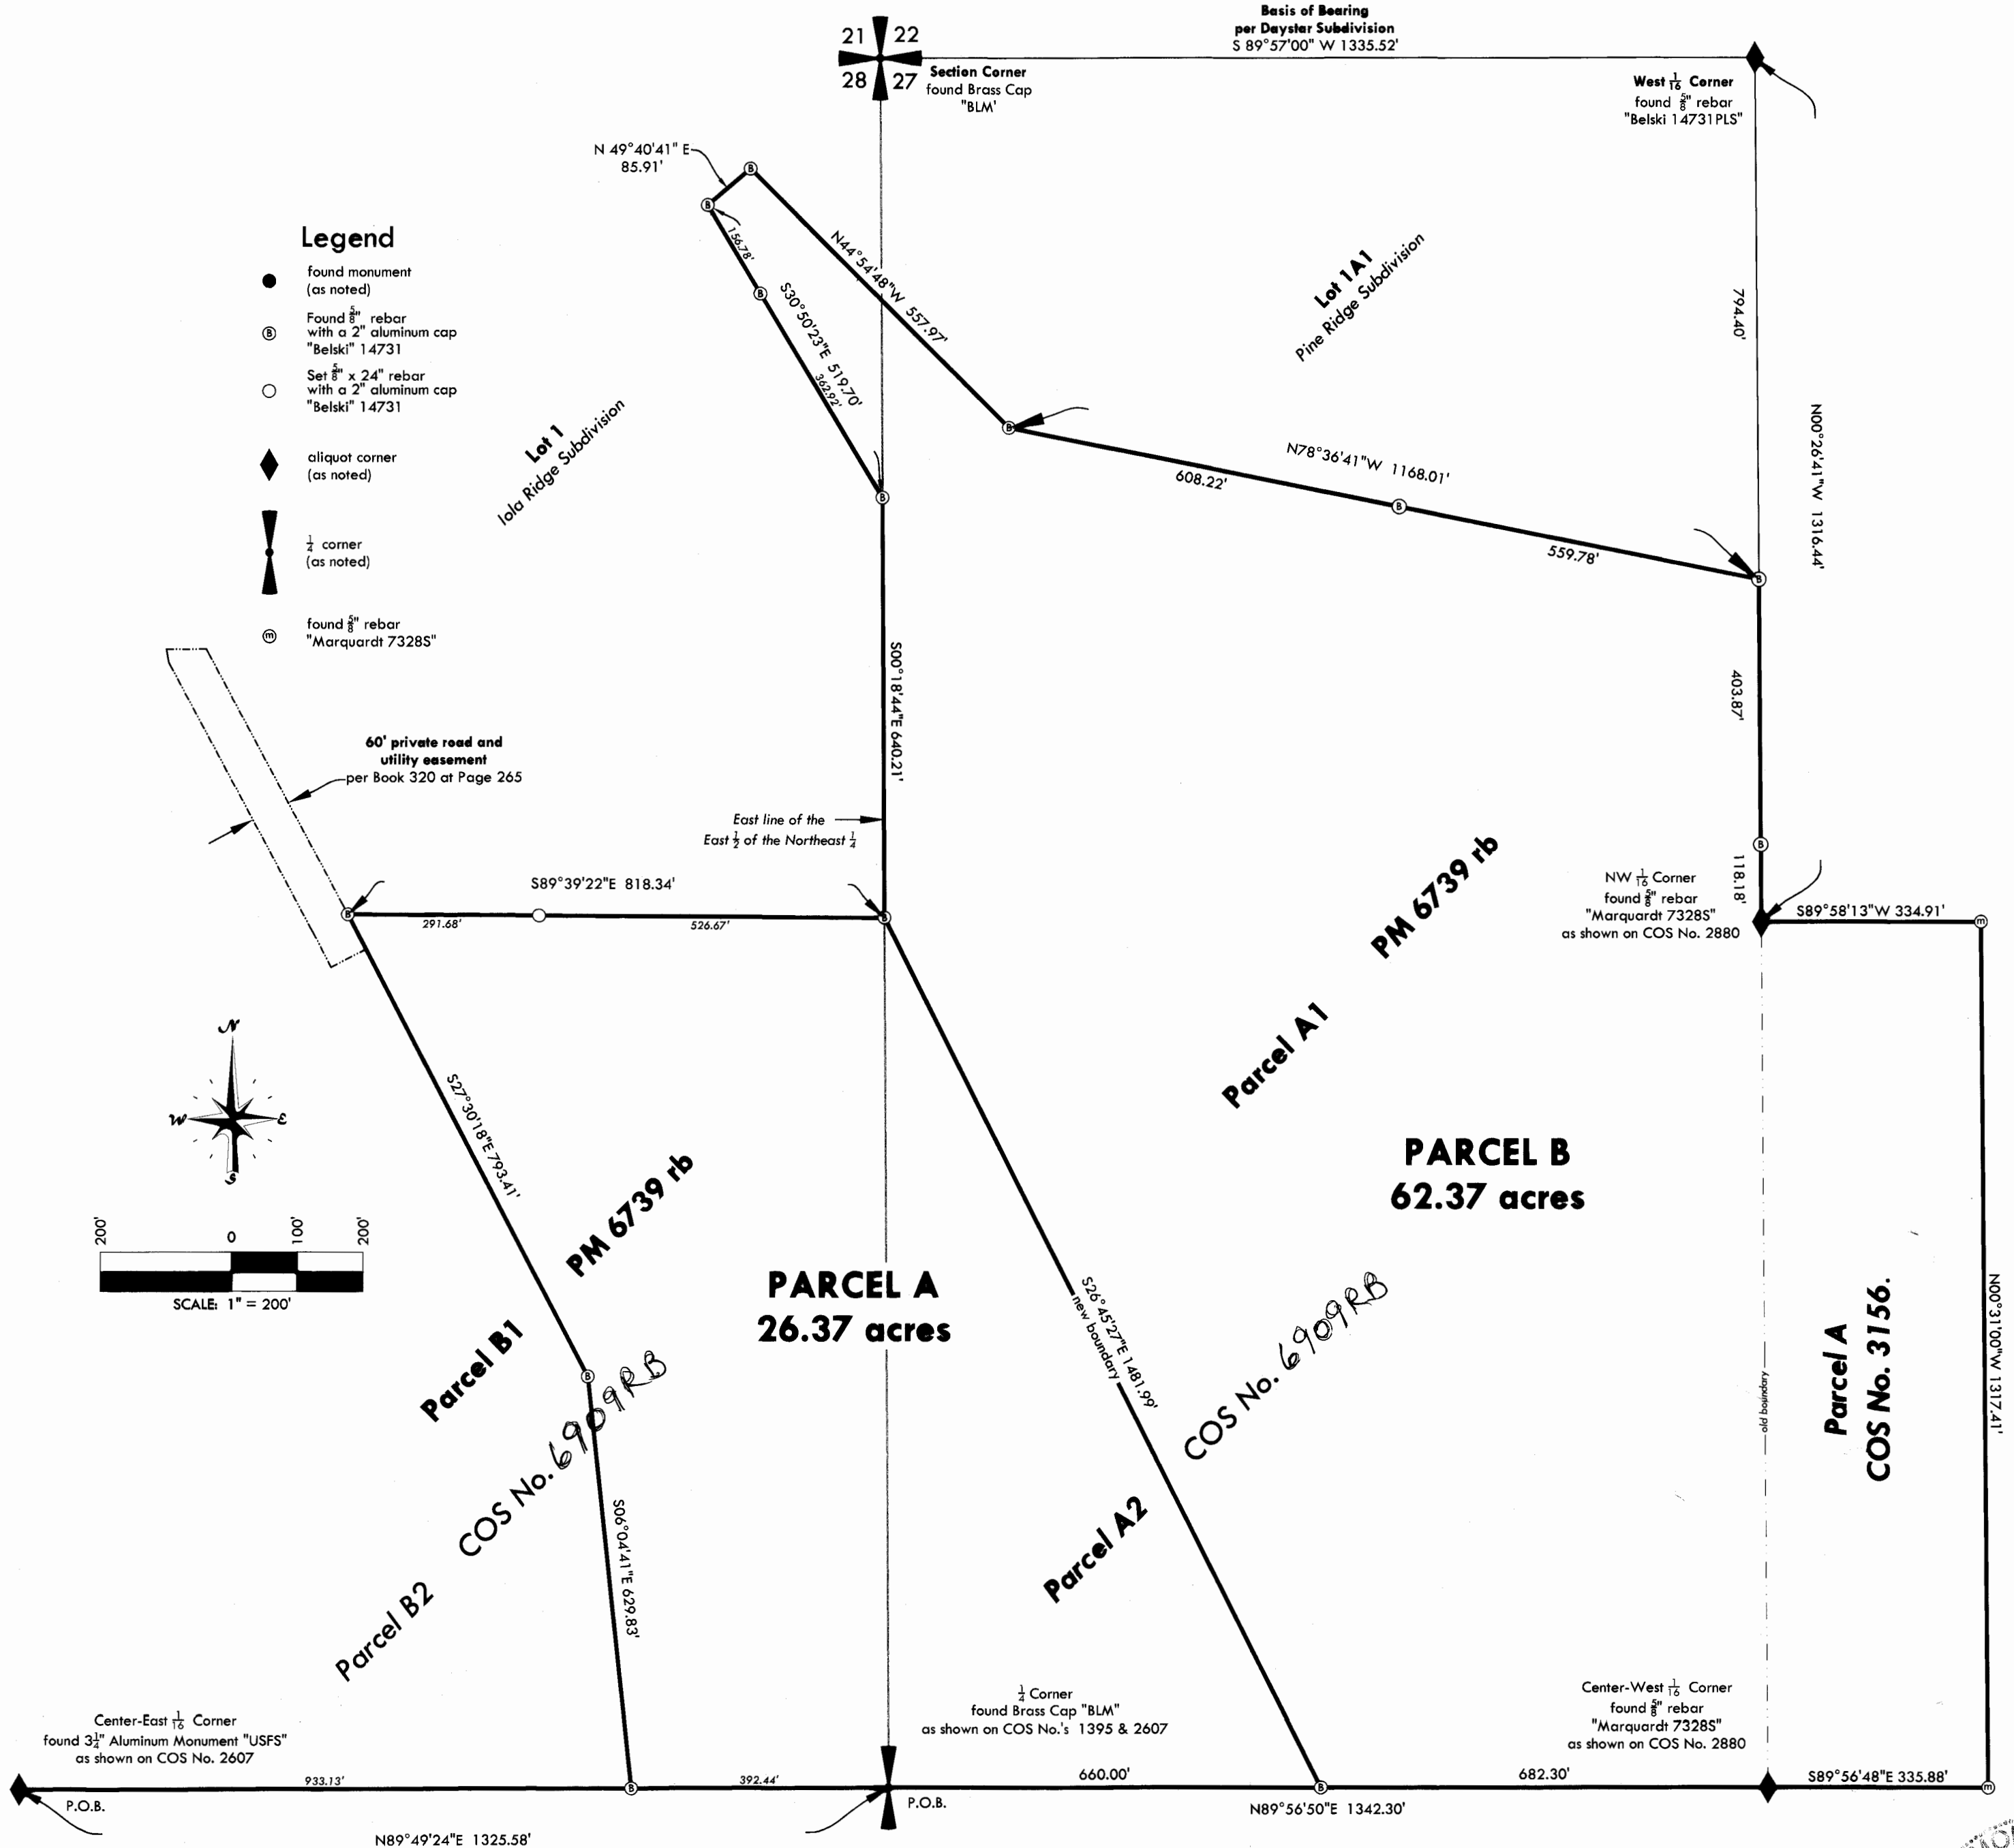 Basis of Bearing
per Daystar Subdivision
S 89°57'00" W 1335.52'
21 22
28 27
Section Corner
found Brass Cap
"BLM'
West 1/16 Corner
found 5/8" rebar
"Belski 14731PLS"
N 49°40'41" E
85.91'
156.78'
S30°50'23"E 519.70'
362.92'
N44°54'48"W 557.97'
Lot 1A1
Pine Ridge Subdivision
794.40'
N00°26'41"W 1316.44'
Legend
found monument
(as noted)
B
Found 5/8" rebar
with a 2" aluminum cap
"Belski" 14731
Set 5/8" x 24" rebar
with a 2" aluminum cap
"Belski" 14731
aliquot corner
(as noted)
1/4 corner
(as noted)
m
found 5/8" rebar
"Marquardt 7328S"
Lot 1
Iola Ridge Subdivision
N78°36'41"W 1168.01'
608.22'
559.78'
S00°18'44"E 640.21'
403.87'
118.18'
60' private road and
utility easement
per Book 320 at Page 265
East line of the
East 1/2 of the Northeast 1/4
S89°39'22"E 818.34'
291.68'
526.67'
NW 1/16 Corner
found 5/8" rebar
"Marquardt 7328S"
as shown on COS No. 2880
S89°58'13"W 334.91'
PM 6739 rb
Parcel A1
N
W
E
S
S27°30'18"E 793.41'
PM 6739 rb
PARCEL B
62.37 acres
200'
0
100'
200'
SCALE: 1" = 200'
PARCEL A
26.37 acres
Parcel B1
S26°45'27"E 1481.99'
new boundary
COS No. 6909RB
COS No. 6909RB
old boundary
Parcel A
COS No. 3156.
N00°31'00"W 1317.41'
S06°04'41"E 629.83'
Parcel A2
Parcel B2
Center-East 1/16 Corner
found 3 1/4" Aluminum Monument "USFS"
as shown on COS No. 2607
1/4 Corner
found Brass Cap "BLM"
as shown on COS No.'s 1395 & 2607
Center-West 1/16 Corner
found 5/8" rebar
"Marquardt 7328S"
as shown on COS No. 2880
933.13'
392.44'
660.00'
682.30'
S89°56'48"E 335.88'
P.O.B.
P.O.B.
N89°56'50"E 1342.30'
N89°49'24"E 1325.58'